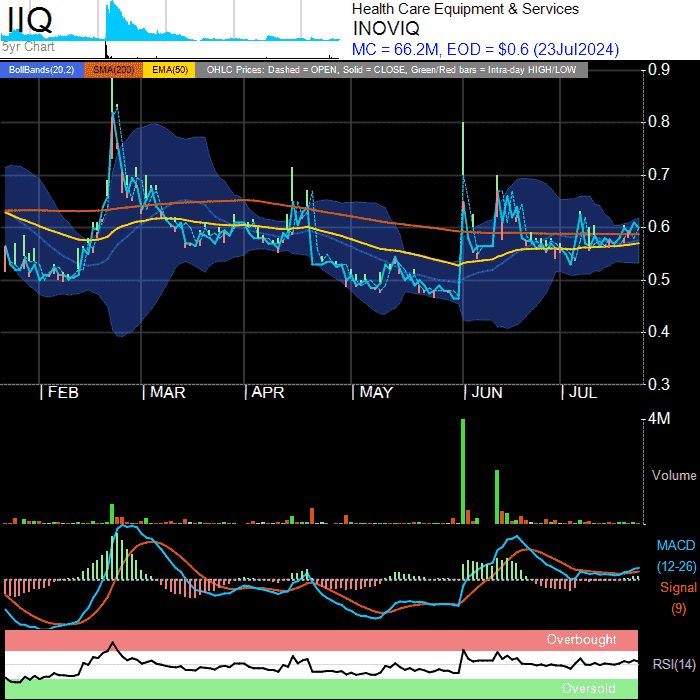 IIQ
5yr Chart
Health Care Equipment & Services
INOVIQ
MC = 66.2M, EOD = $0.6 (23Jul2024)
BollBands(20,2) SMA(200) EMA(50) OHLC Prices: Dashed = OPEN, Solid = CLOSE, Green/Red bars = Intra-day HIGH/LOW
0.9
0.8
0.7
0.6
0.5
0.4
0.3
FEB MAR APR MAY JUN JUL
4M
Volume
MACD
(12-26)
Signal
(9)
Overbought
RSI(14)
Oversold